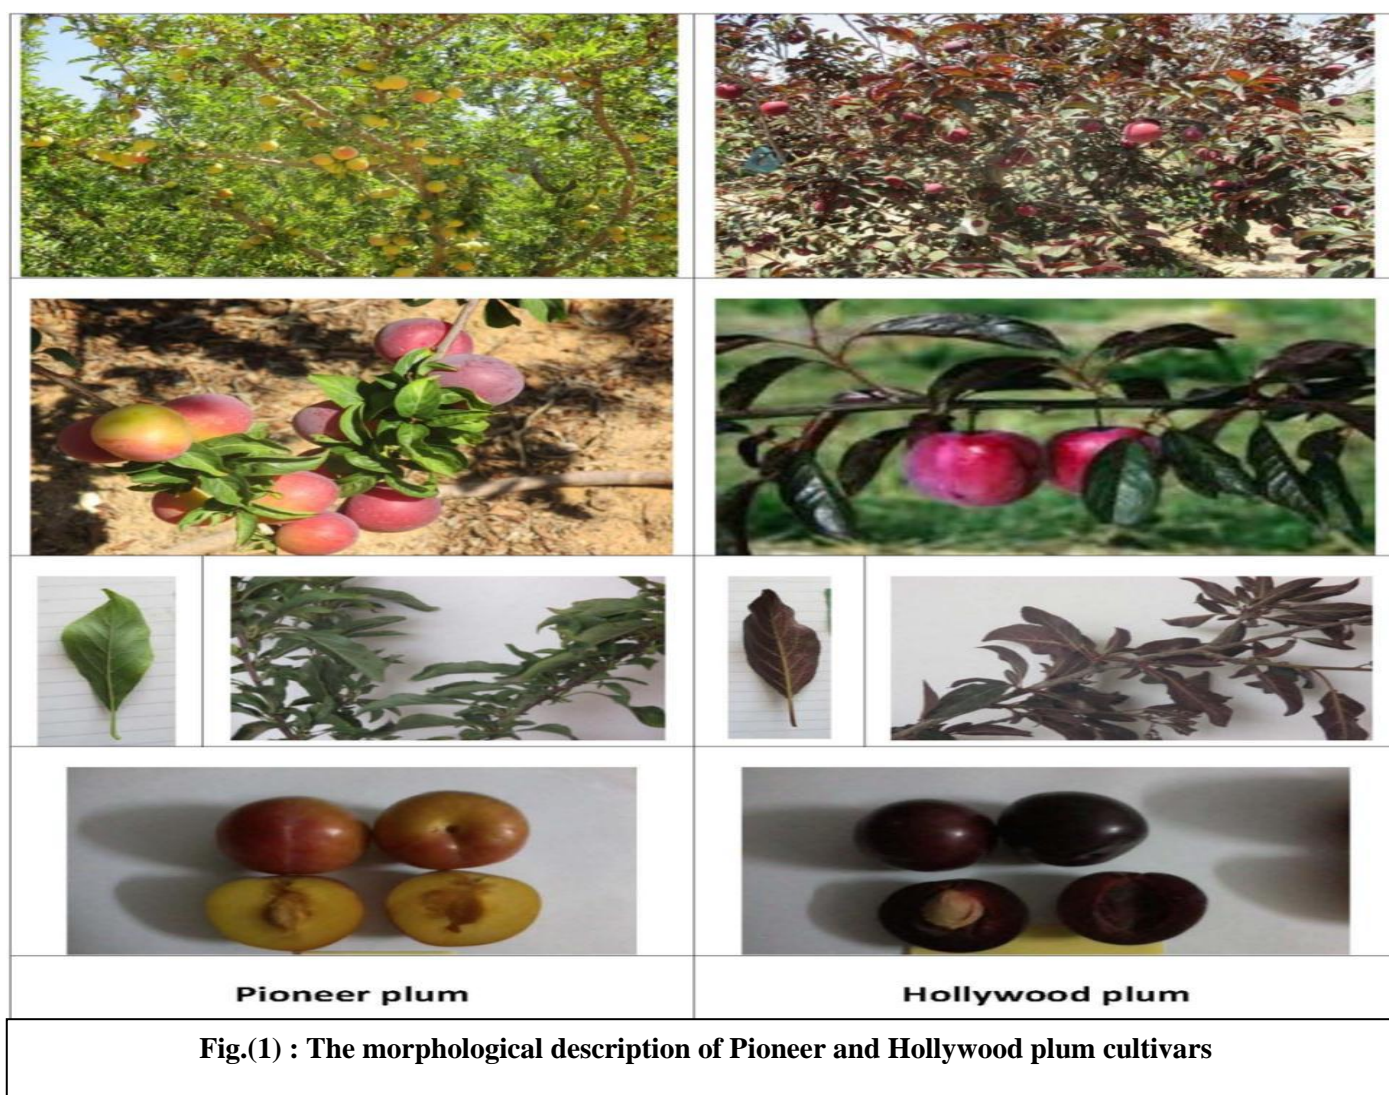 Pioneer plum
Hollywood plum
Fig.(1) : The morphological description of Pioneer and Hollywood plum cultivars